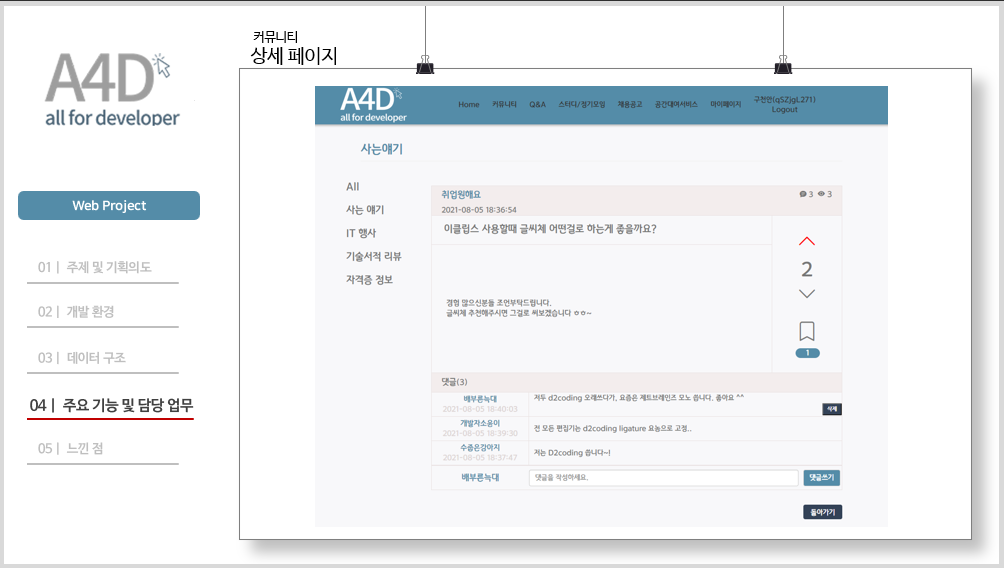 커뮤니티
상세 페이지
A4D
all for developer
Web Project
01 | 주제 및 기획의도
02 | 개발 환경
03 | 데이터 구조
04 | 주요 기능 및 담당 업무
05 | 느낀 점
A4D
all for developer
Home 커뮤니티 Q&A 스터디/정기모임 채용공고 공간대여서비스 마이페이지 구천만(qSZjgL271)
Logout
사는얘기
All
사는 얘기
IT 행사
기술서적 리뷰
자격증 정보
취업원해요 3 3
2021-08-05 18:36:54
이클립스 사용할때 글씨체 어떤걸로 하는게 좋을까요?
2
경험 많으신분들 조언부탁드립니다.
글씨체 추천해주시면 그걸로 써보겠습니다 ㅇㅇ~
1
댓글(3)
배부른늑대
2021-08-05 18:40:03
저두 d2coding 오래쓰다가, 요즘은 제트브레인즈 모노 씁니다. 좋아요 ^^
삭제
개발자소용이
2021-08-05 18:39:30
전 모든 편집기는 d2coding ligature 요놈으로 고정..
수줍은강아지
2021-08-05 18:37:47
저는 D2coding 씁니다~!
배부른늑대 댓글을 작성하세요. 댓글쓰기
돌아가기